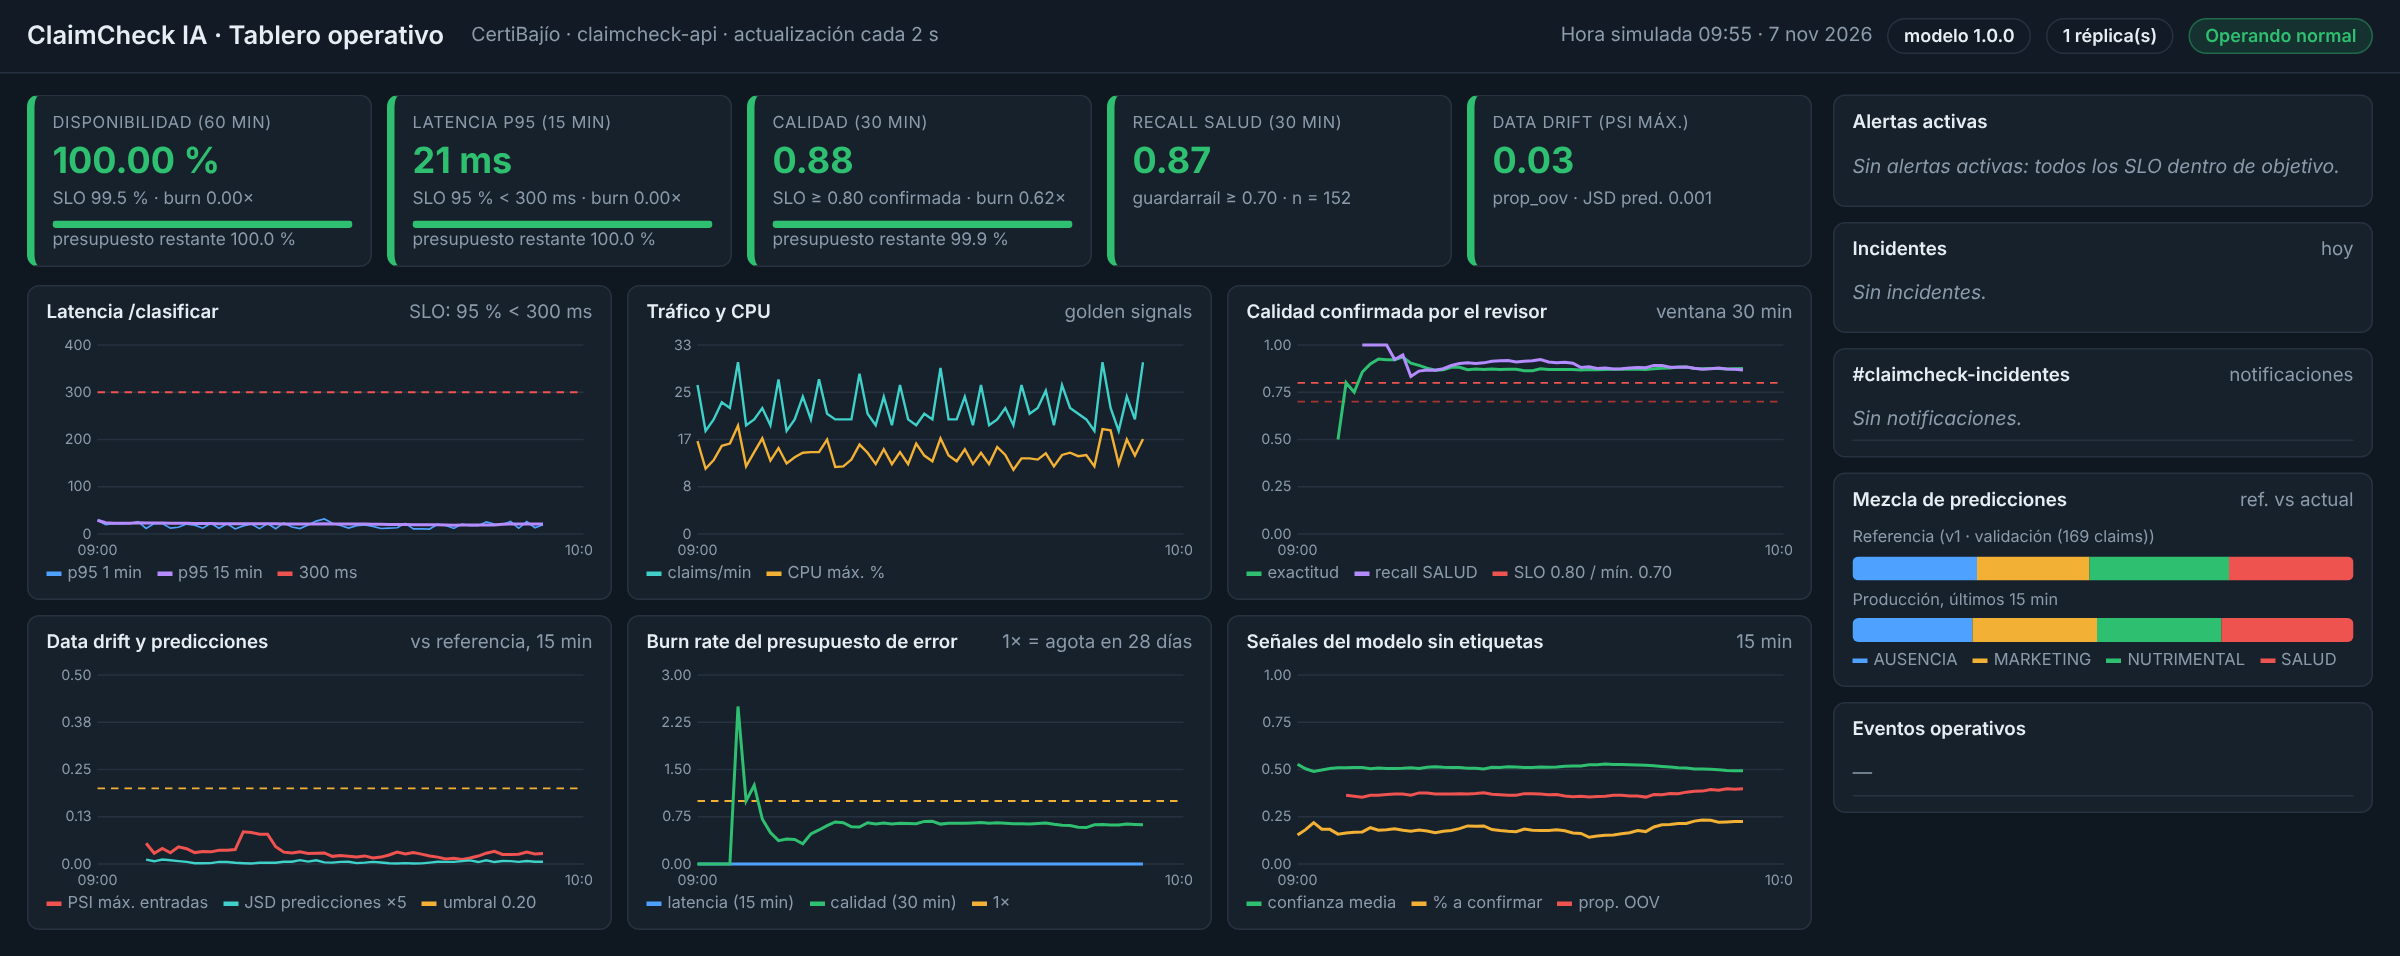 ClaimCheck IA · Tablero operativo
CertiBajío · claimcheck-api · actualización cada 2 s
Hora simulada 09:55 · 7 nov 2026
modelo 1.0.0
1 réplica(s)
Operando normal
DISPONIBILIDAD (60 MIN)
100.00 %
SLO 99.5 % · burn 0.00×
presupuesto restante 100.0 %
LATENCIA P95 (15 MIN)
21 ms
SLO 95 % < 300 ms · burn 0.00×
presupuesto restante 100.0 %
CALIDAD (30 MIN)
0.88
SLO ≥ 0.80 confirmada · burn 0.62×
presupuesto restante 99.9 %
RECALL SALUD (30 MIN)
0.87
guardarraíl ≥ 0.70 · n = 152
DATA DRIFT (PSI MÁX.)
0.03
prop_oov · JSD pred. 0.001
Latencia /clasificar
SLO: 95 % < 300 ms
400
300
200
100
0
09:00
10:0
p95 1 min
p95 15 min
300 ms
Tráfico y CPU
golden signals
33
25
17
8
0
09:00
10:0
claims/min
CPU máx. %
Calidad confirmada por el revisor
ventana 30 min
1.00
0.75
0.50
0.25
0.00
09:00
10:0
exactitud
recall SALUD
SLO 0.80 / mín. 0.70
Data drift y predicciones
vs referencia, 15 min
0.50
0.38
0.25
0.13
0.00
09:00
10:0
PSI máx. entradas
JSD predicciones ×5
umbral 0.20
Burn rate del presupuesto de error
1× = agota en 28 días
3.00
2.25
1.50
0.75
0.00
09:00
10:0
latencia (15 min)
calidad (30 min)
1×
Señales del modelo sin etiquetas
15 min
1.00
0.75
0.50
0.25
0.00
09:00
10:0
confianza media
% a confirmar
prop. OOV
Alertas activas
Sin alertas activas: todos los SLO dentro de objetivo.
Incidentes
hoy
Sin incidentes.
#claimcheck-incidentes
notificaciones
Sin notificaciones.
Mezcla de predicciones
ref. vs actual
Referencia (v1 · validación (169 claims))
Producción, últimos 15 min
AUSENCIA
MARKETING
NUTRIMENTAL
SALUD
Eventos operativos
—